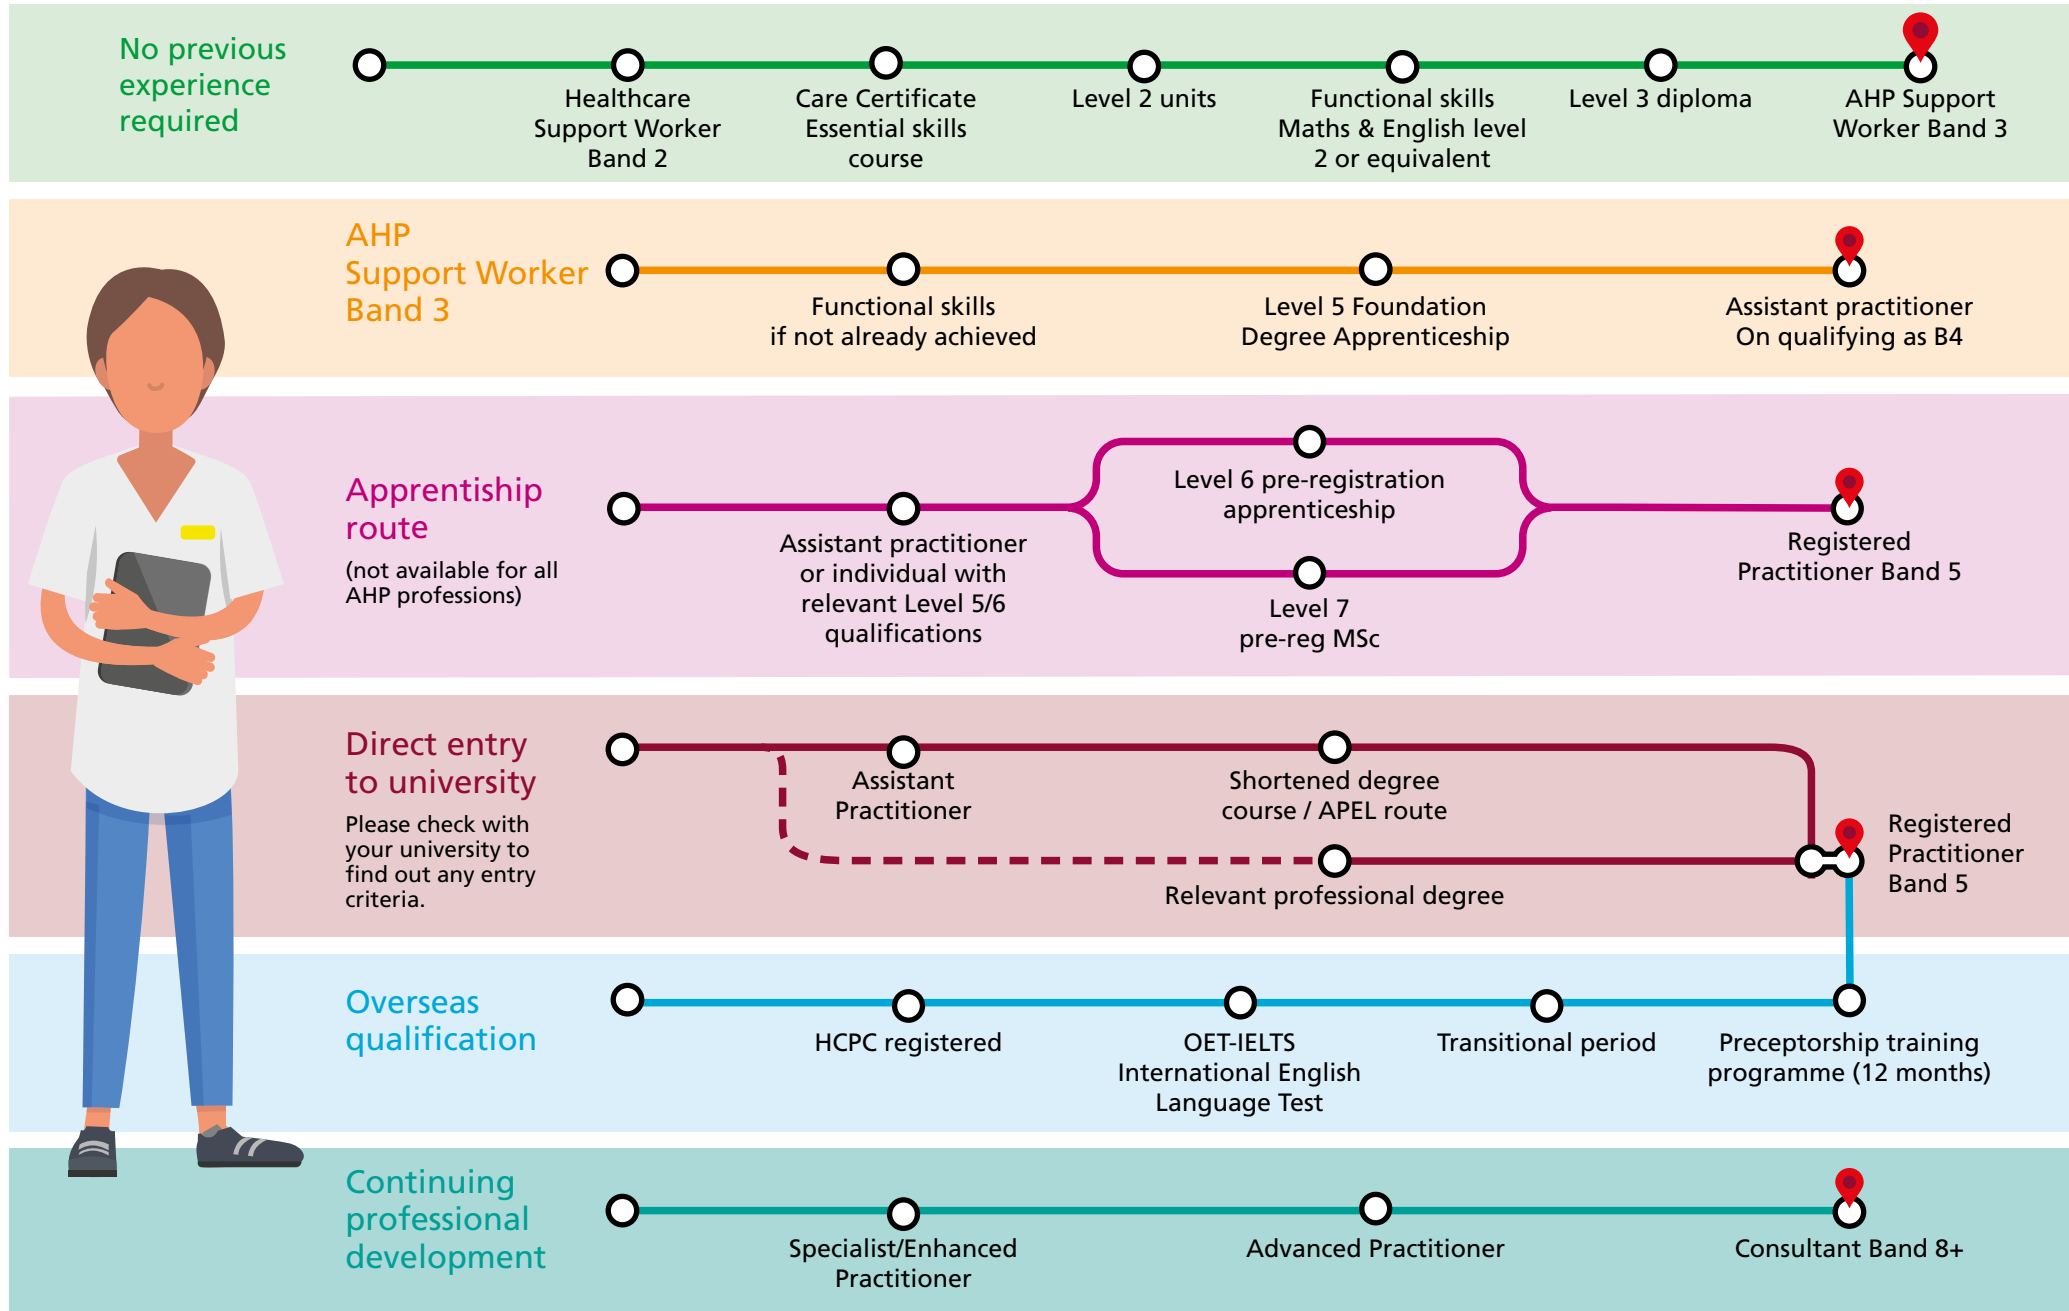 No previous
experience
required
Healthcare
Support Worker
Band 2
Care Certificate
Essential skills
course
Level 2 units
Functional skills
Maths & English level
2 or equivalent
Level 3 diploma
AHP Support
Worker Band 3
AHP
Support Worker
Band 3
Functional skills
if not already achieved
Level 5 Foundation
Degree Apprenticeship
Assistant practitioner
On qualifying as B4
Apprentiship
route
(not available for all
AHP professions)
Assistant practitioner
or individual with
relevant Level 5/6
qualifications
Level 6 pre-registration
apprenticeship
Level 7
pre-reg MSc
Registered
Practitioner Band 5
Direct entry
to university
Please check with
your university to
find out any entry
criteria.
Assistant
Practitioner
Shortened degree
course / APEL route
Relevant professional degree
Registered
Practitioner
Band 5
Overseas
qualification
HCPC registered
OET-IELTS
International English
Language Test
Transitional period
Preceptorship training
programme (12 months)
Continuing
professional
development
Specialist/Enhanced
Practitioner
Advanced Practitioner
Consultant Band 8+